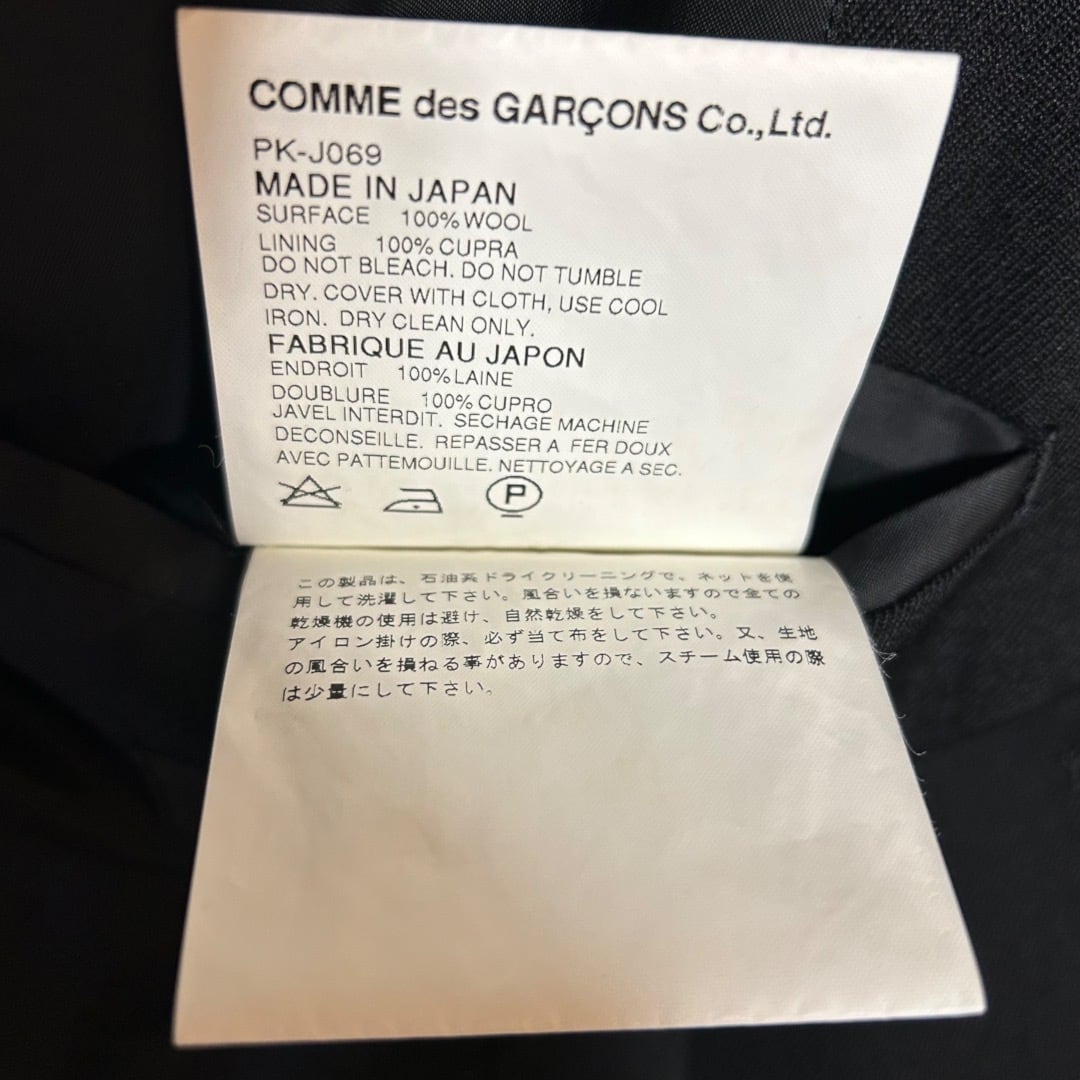 COMME des GARÇONS Co.,Ltd.
PK-J069
MADE IN JAPAN
SURFACE 100% WOOL
LINING 100% CUPRA
DO NOT BLEACH. DO NOT TUMBLE
DRY. COVER WITH CLOTH, USE COOL
IRON. DRY CLEAN ONLY.
FABRIQUE AU JAPON
ENDROIT 100% LAINE
DOUBLURE 100% CUPRO
JAVEL INTERDIT. SECHAGE MACHINE
DECONSEILLE. REPASSER A FER DOUX
AVEC PATTEMOUILLE. NETTOYAGE A SEC.
P
この製品は、石油系ドライクリーニングで、ネットを使
用して洗濯して下さい。風合いを損ないますので全ての
乾燥機の使用は避け、自然乾燥をして下さい。
アイロン掛けの際、必ず当て布をして下さい。又、生地
の風合いを損ねる事がありますので、スチーム使用の際
は少量にして下さい。